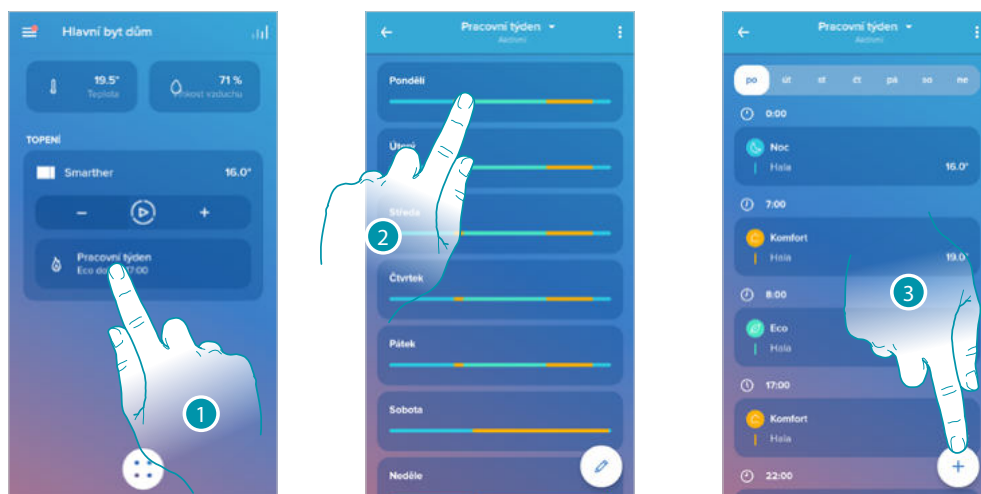 Hlavní byt dům
19.5°
Teplota
71 %
vzduchu
TOPENÍ
Smarther
16.0°
Pracovní týden
Eco 17:00
1
Pracovní týden
Aktivní
Pondělí
Úterý
Středa
Čtvrtek
Pátek
Sobota
Neděle
2
Pracovní týden
Aktivní
po út st čt pá so ne
0:00
Noc
Hala
16.0°
7:00
Komfort
Hala
19.0°
8:00
Eco
Hala
17:00
Komfort
Hala
22:00
3